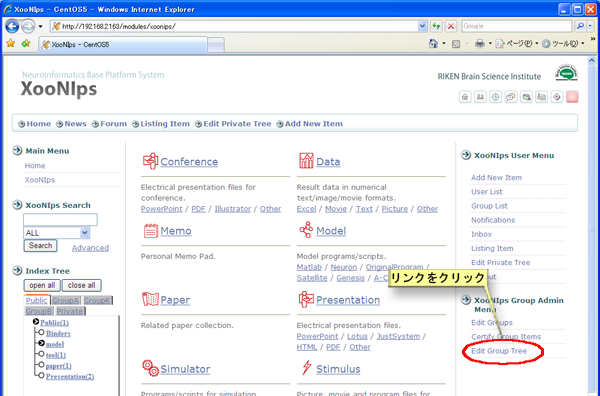 XooNIps - CentOS5 - Windows Internet Explorer
http://192.168.2.163/modules/xoonips/
Google
XooNIps - CentOS5
ページ(P)
ツール(O)
Neuroinformatics Base Platform System
XooNIps
RIKEN Brain Science Institute
Home
News
Forum
Listing Item
Edit Private Tree
Add New Item
Main Menu
Home
XooNIps
XooNIps Search
ALL
Search
Advanced
Index Tree
open all
close all
Public
GroupA
GroupK
GroupB
Private
Public(1)
Binders
model
tool(1)
paper(1)
Presentation(2)
Conference
Electrical presentation files for
conference.
PowerPoint / PDF / Illustrator / Other
Data
Result data in numerical
text/image/movie formats.
Excel / Movie / Text / Picture / Other
Memo
Personal Memo Pad.
Model
Model programs/scripts.
Matlab / Neuron / OriginalProgram /
Satellite / Genesis / A-C
Paper
Related paper collection.
Presentation
Electrical presentation files.
PowerPoint / Lotus / JustSystem /
HTML / PDF / Other
Simulator
Programs/scripts for simulation
Stimulus
Picture, movie and program files for
XooNIps User Menu
Add New Item
User List
Group List
Notifications
Inbox
Listing Item
Edit Private Tree
リンクをクリック
XooNIps Group Admin
Menu
Edit Groups
Certify Group Items
Edit Group Tree